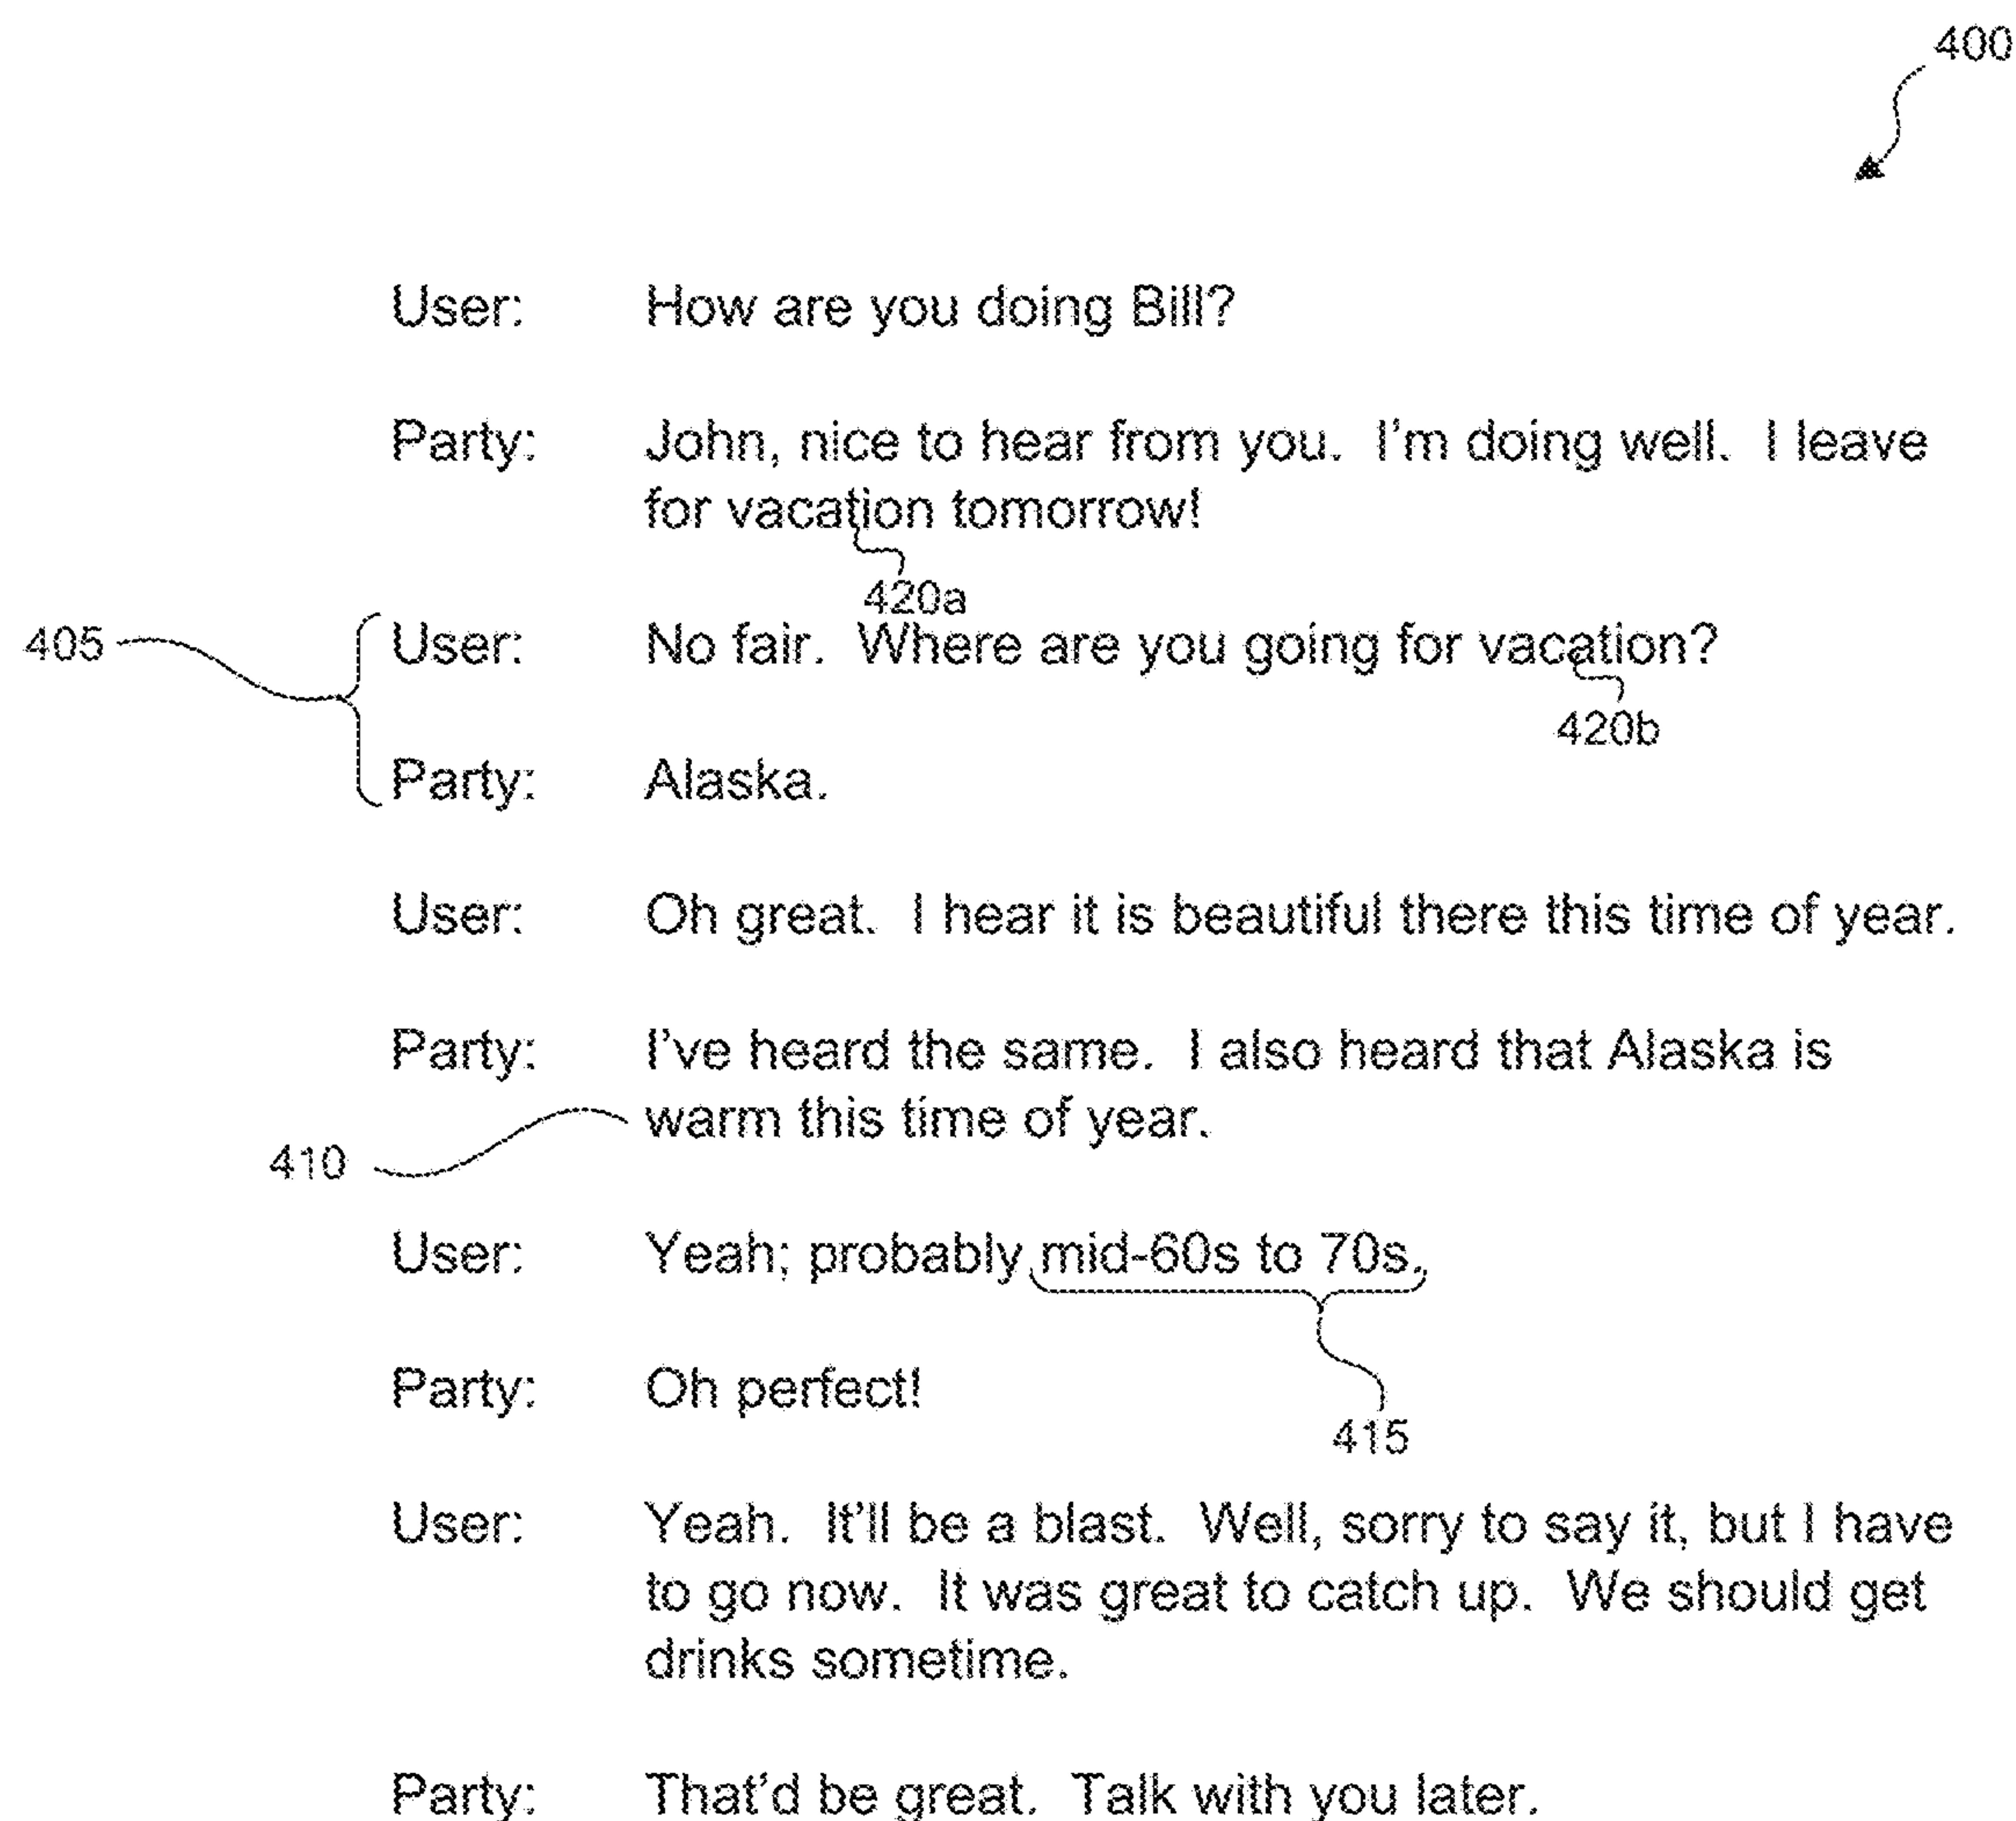 400
User: How are you doing Bill?
Party: John, nice to hear from you. I'm doing well. I leave
for vacation tomorrow!
420a
405 User: No fair. Where are you going for vacation?
420b
Party: Alaska.
User: Oh great. I hear it is beautiful there this time of year.
Party: I've heard the same. I also heard that Alaska is
warm this time of year.
410
User: Yeah; probably mid-60s to 70s.
Party: Oh perfect!
415
User: Yeah. It'll be a blast. Well, sorry to say it, but I have
to go now. It was great to catch up. We should get
drinks sometime.
Party: That'd be great. Talk with you later.